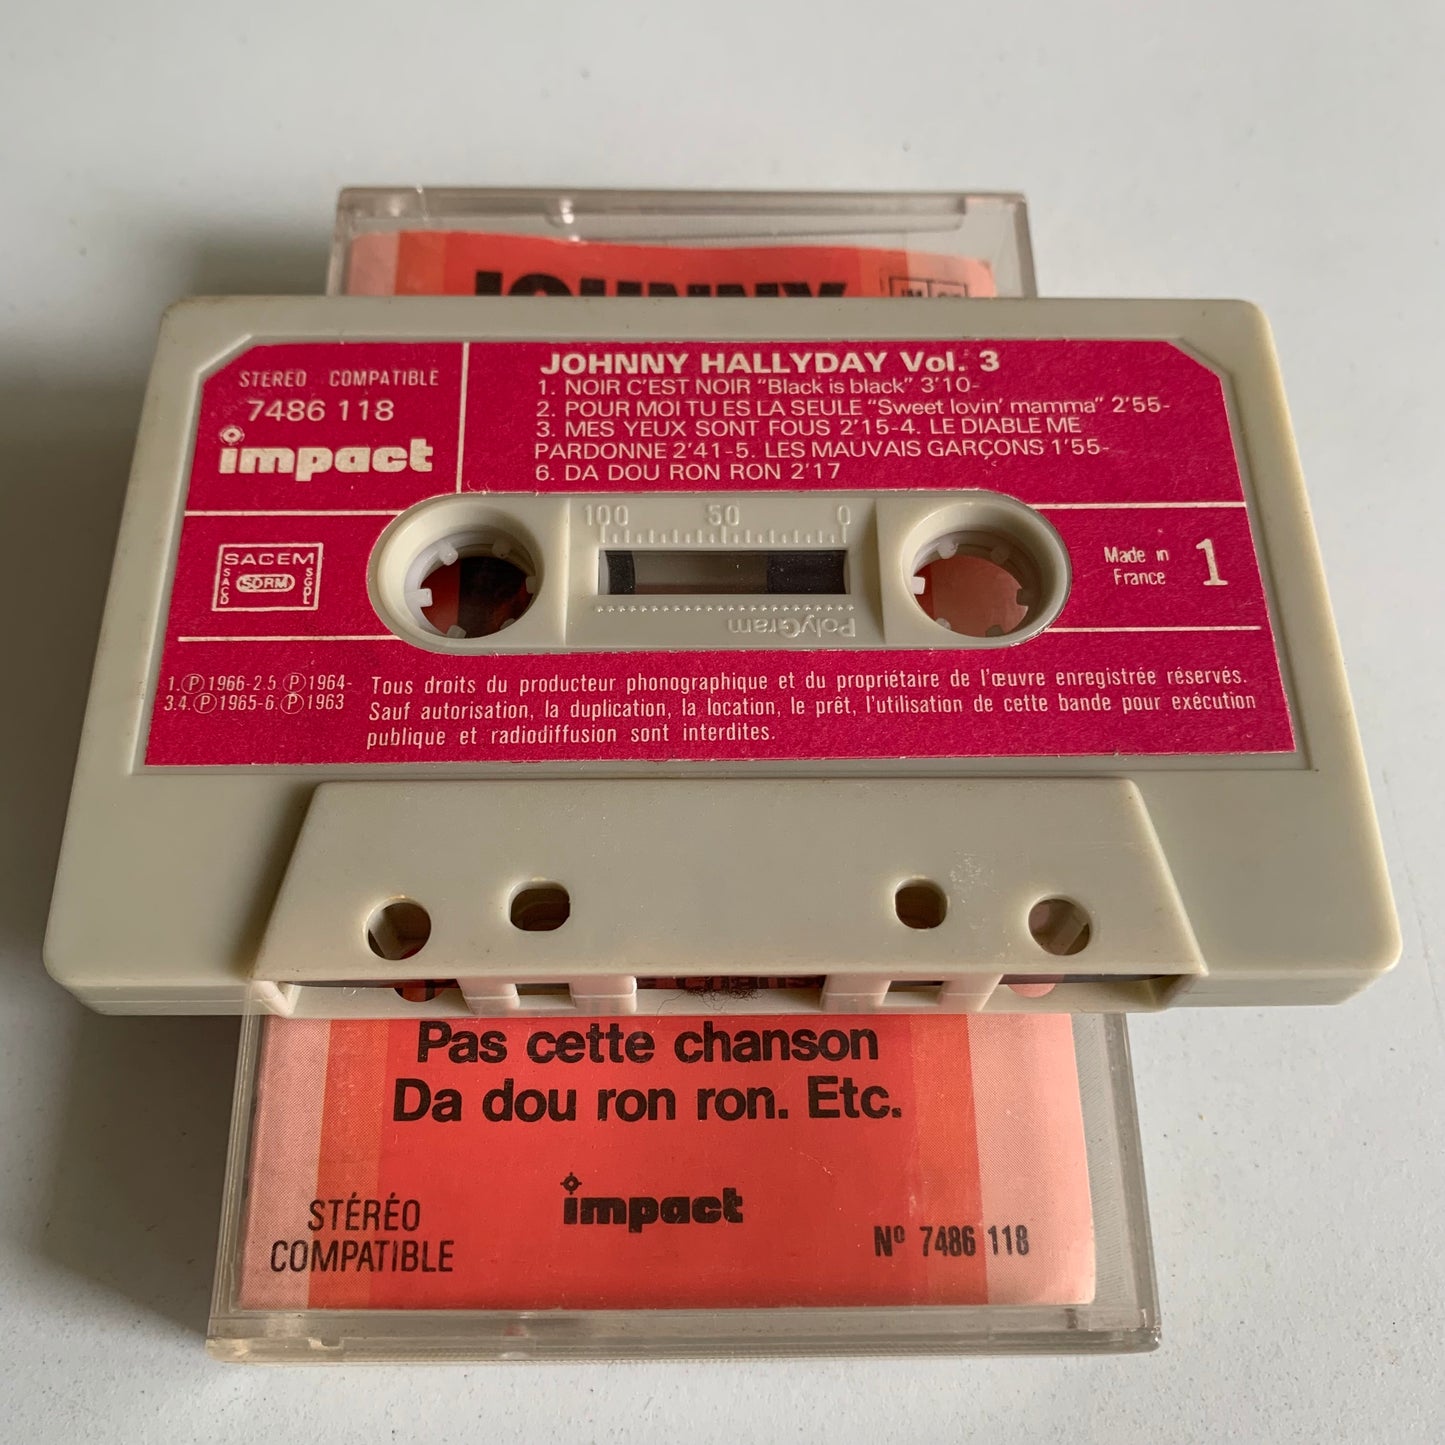 JOHNNY
STEREO COMPATIBLE
7486 118
impact
JOHNNY HALLYDAY Vol. 3
1. NOIR C'EST NOIR "Black is black" 3'10-
2. POUR MOI TU ES LA SEULE "Sweet lovin' mamma" 2'55-
3. MES YEUX SONT FOUS 2'15-4. LE DIABLE ME
PARDONNE 2'41-5. LES MAUVAIS GARÇONS 1'55-
6. DA DOU RON RON 2'17
100 50 0
PolyGram
SACEM
SACD
SDRM
SGDL
Made in
France
1
1.Ⓟ1966-2.5 Ⓟ1964-
3.4.Ⓟ1965-6.Ⓟ1963
Tous droits du producteur phonographique et du propriétaire de l'œuvre enregistrée réservés.
Sauf autorisation, la duplication, la location, le prêt, l'utilisation de cette bande pour exécution
publique et radiodiffusion sont interdites.
Pas cette chanson
Da dou ron ron. Etc.
impact
STÉRÉO
COMPATIBLE
Nº 7486 118